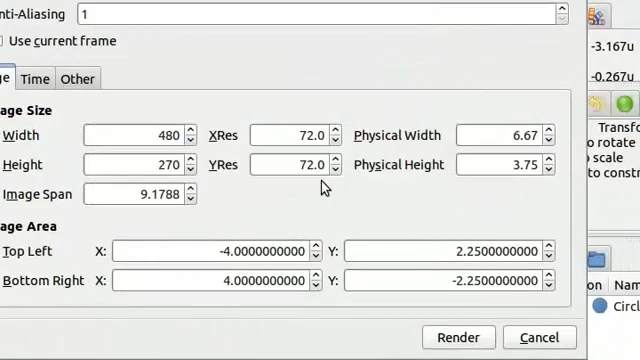 nti-Aliasing 1
Use current frame
ge Time Other
age Size
Width 480 XRes 72.0 Physical Width 6.67
Height 270 YRes 72.0 Physical Height 3.75
Image Span 9.1788
age Area
Top Left X: -4.0000000000 Y: 2.2500000000
Bottom Right X: 4.0000000000 Y: -2.2500000000
Render Cancel
-3.167u
-0.267u
Transfo
o rotate
o scale
to constr
on Nam
Circl